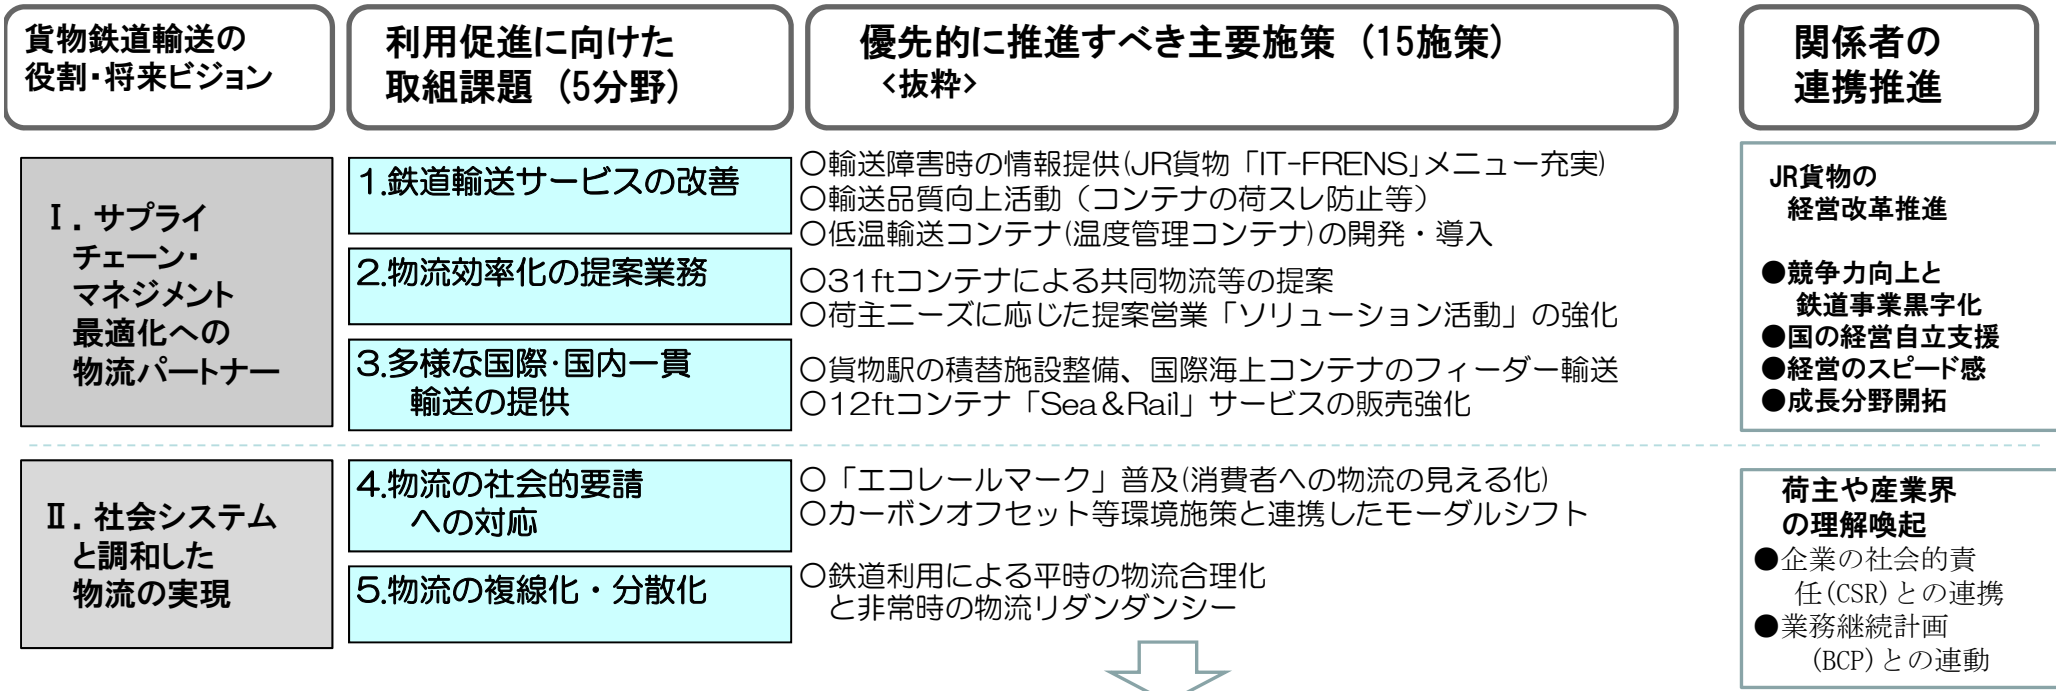 貨物鉄道輸送の
役割・将来ビジョン
利用促進に向けた
取組課題（5分野）
優先的に推進すべき主要施策（15施策）
<抜粋>
関係者の
連携推進
Ⅰ．サプライ
チェーン・
マネジメント
最適化への
物流パートナー
1.鉄道輸送サービスの改善
○輸送障害時の情報提供(JR貨物「IT-FRENS」メニュー充実)
○輸送品質向上活動（コンテナの荷スレ防止等）
○低温輸送コンテナ(温度管理コンテナ)の開発・導入
2.物流効率化の提案業務
○31ftコンテナによる共同物流等の提案
○荷主ニーズに応じた提案営業「ソリューション活動」の強化
3.多様な国際・国内一貫
輸送の提供
○貨物駅の積替施設整備、国際海上コンテナのフィーダー輸送
○12ftコンテナ「Sea＆Rail」サービスの販売強化
JR貨物の
経営改革推進
●競争力向上と
鉄道事業黒字化
●国の経営自立支援
●経営のスピード感
●成長分野開拓
Ⅱ．社会システム
と調和した
物流の実現
4.物流の社会的要請
への対応
○「エコレールマーク」普及(消費者への物流の見える化)
○カーボンオフセット等環境施策と連携したモーダルシフト
5.物流の複線化・分散化
○鉄道利用による平時の物流合理化
と非常時の物流リダンダンシー
荷主や産業界
の理解喚起
●企業の社会的責
任(CSR)との連携
●業務継続計画
(BCP)との連動